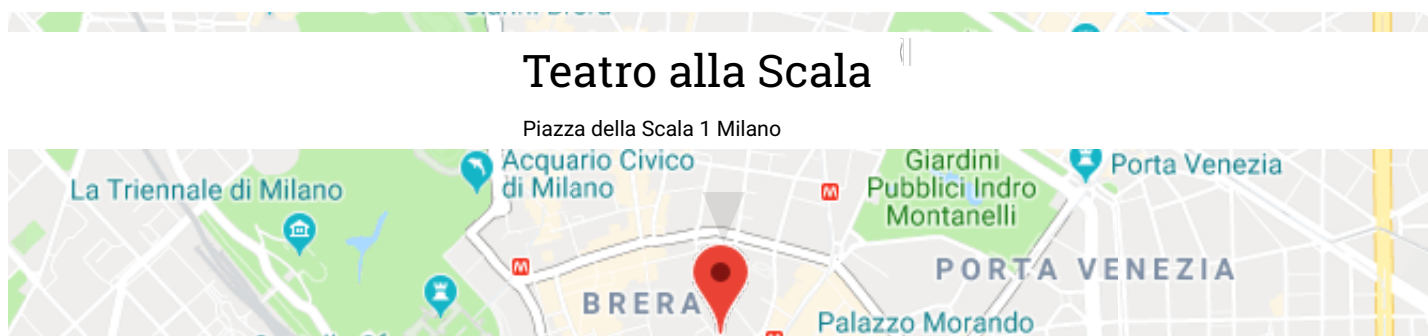 Teatro alla Scala
Piazza della Scala 1 Milano
Acquario Civico
di Milano
La Triennale di Milano
Giardini
Pubblici Indro
Montanelli
Porta Venezia
PORTA VENEZIA
BRERA
Palazzo Morando